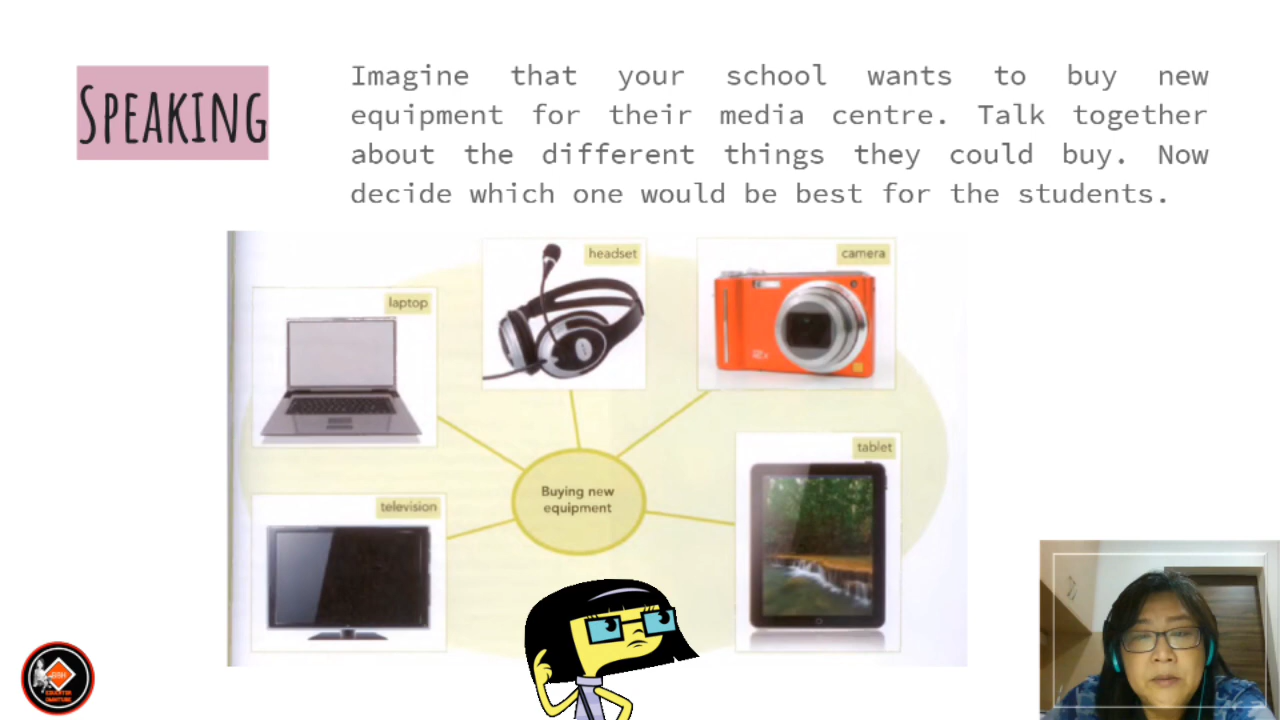 SPEAKING
Imagine that your school wants to buy new
equipment for their media centre. Talk together
about the different things they could buy. Now
decide which one would be best for the students.
headset
camera
laptop
tablet
Buying new
equipment
television